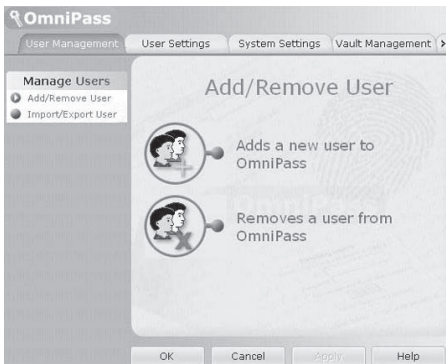 OmniPass
User Management User Settings System Settings Vault Management
Manage Users
Add/Remove User
Import/Export User
Add/Remove User
Adds a new user to
OmniPass
Removes a user from
OmniPass
OK Cancel Apply Help